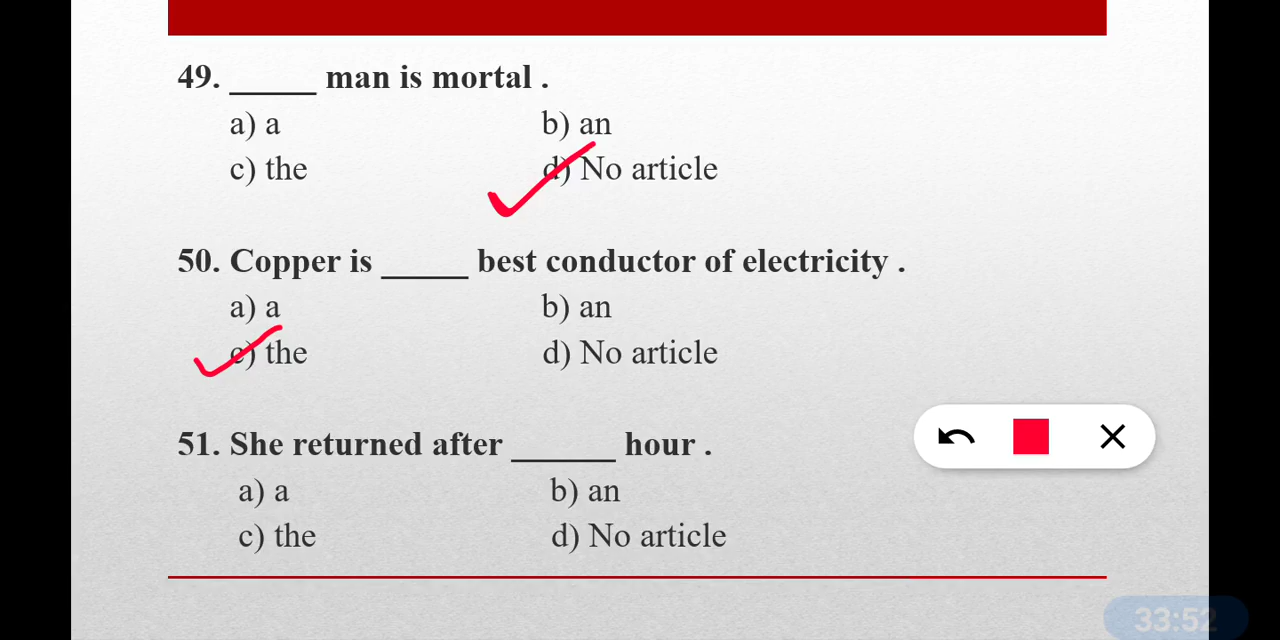 49. _____ man is mortal .
a) a b) an
c) the d) No article
50. Copper is _____ best conductor of electricity .
a) a b) an
c) the d) No article
51. She returned after ______ hour .
a) a b) an
c) the d) No article
33:52